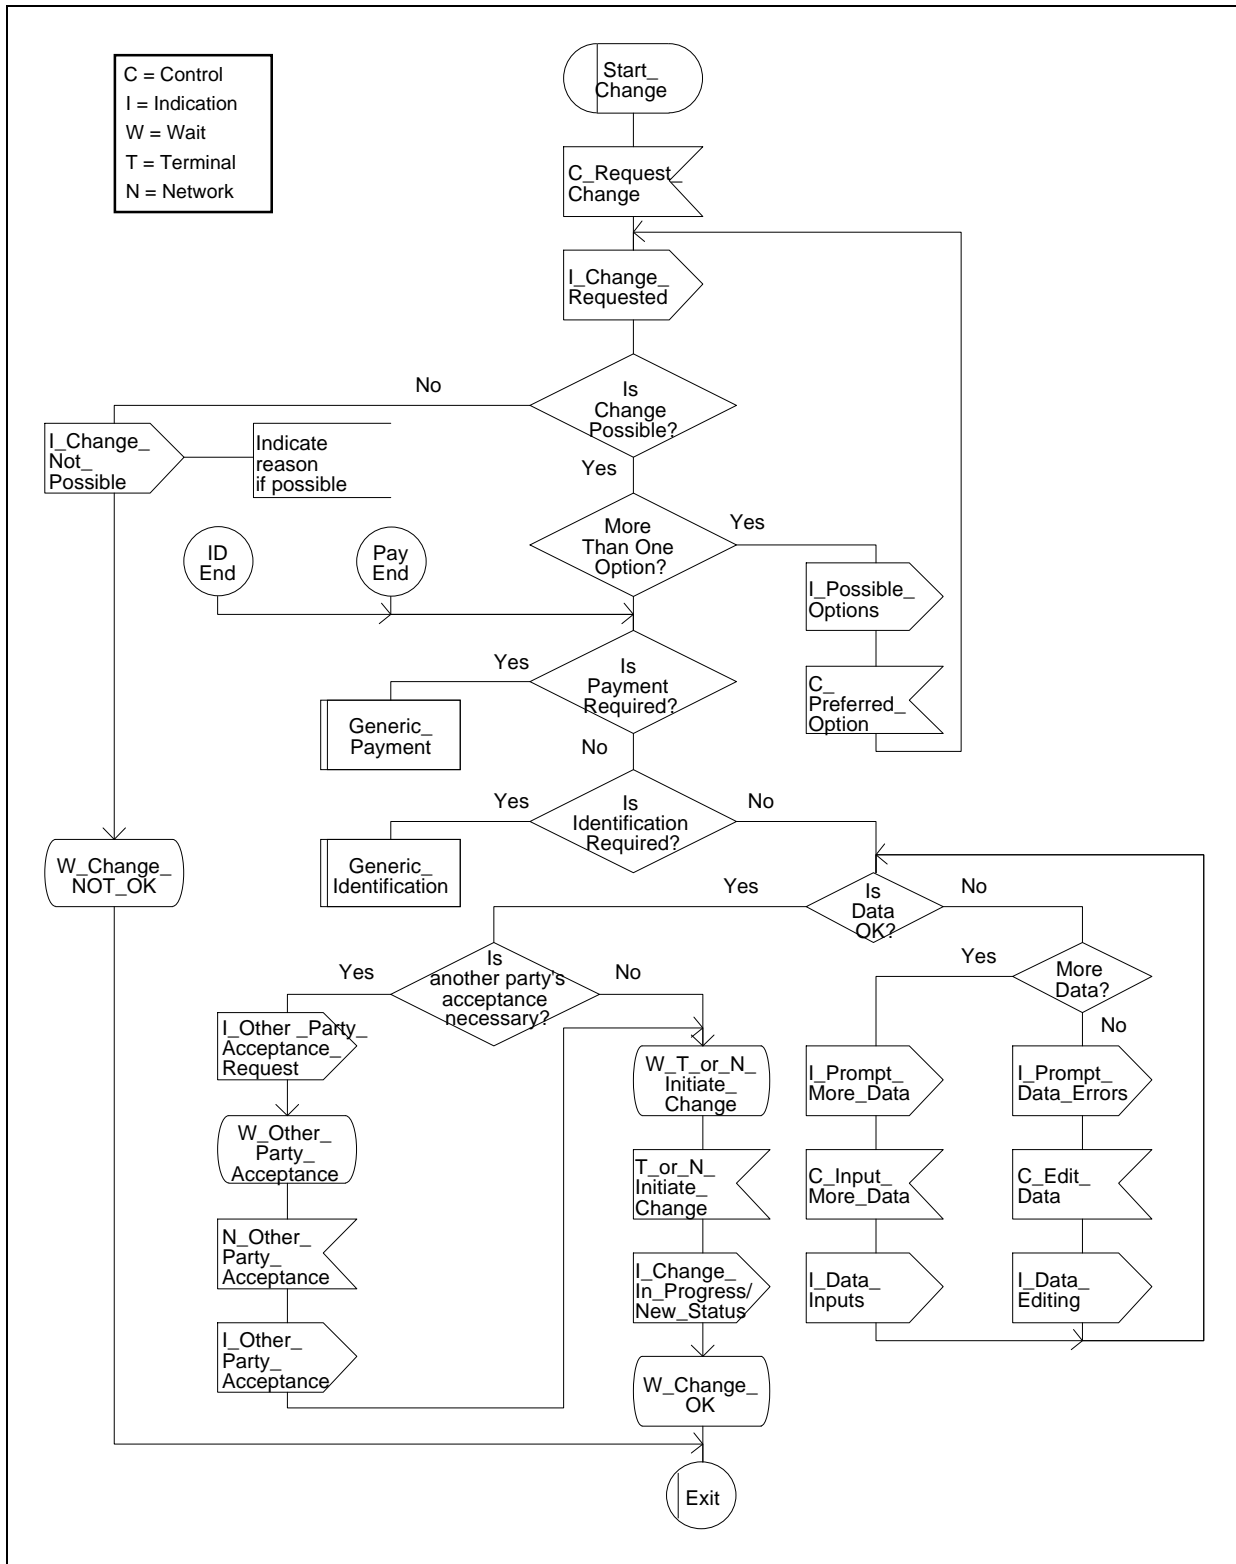 C = Control
I = Indication
W = Wait
T = Terminal
N = Network
Start_
Change
C_Request_
Change
I_Change_
Requested
No
Is
Change
Possible?
I_Change_
Not_
Possible
Indicate
reason
if possible
Yes
More
Than One
Option?
Yes
ID
End
Pay
End
I_Possible_
Options
Yes
Is
Payment
Required?
C_
Preferred_
Option
Generic_
Payment
No
Yes
Is
Identification
Required?
No
Generic_
Identification
W_Change_
NOT_OK
Yes
Is
Data
OK?
No
Yes
Is
another party's
acceptance
necessary?
No
Yes
More
Data?
No
I_Other _Party_
Acceptance_
Request
W_T_or_N_
Initiate_
Change
I_Prompt_
More_Data
I_Prompt_
Data_Errors
W_Other_
Party_
Acceptance
T_or_N_
Initiate_
Change
C_Input_
More_Data
C_Edit_
Data
N_Other_
Party_
Acceptance
I_Change_
In_Progress/
New_Status
I_Data_
Inputs
I_Data_
Editing
I_Other_
Party_
Acceptance
W_Change_
OK
Exit